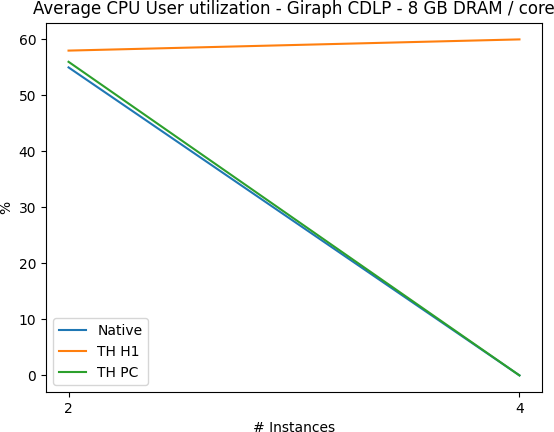 Average CPU User utilization - Giraph CDLP - 8 GB DRAM / core
60
50
40
30
20
10
0
%
Native
TH H1
TH PC
2
4
# Instances